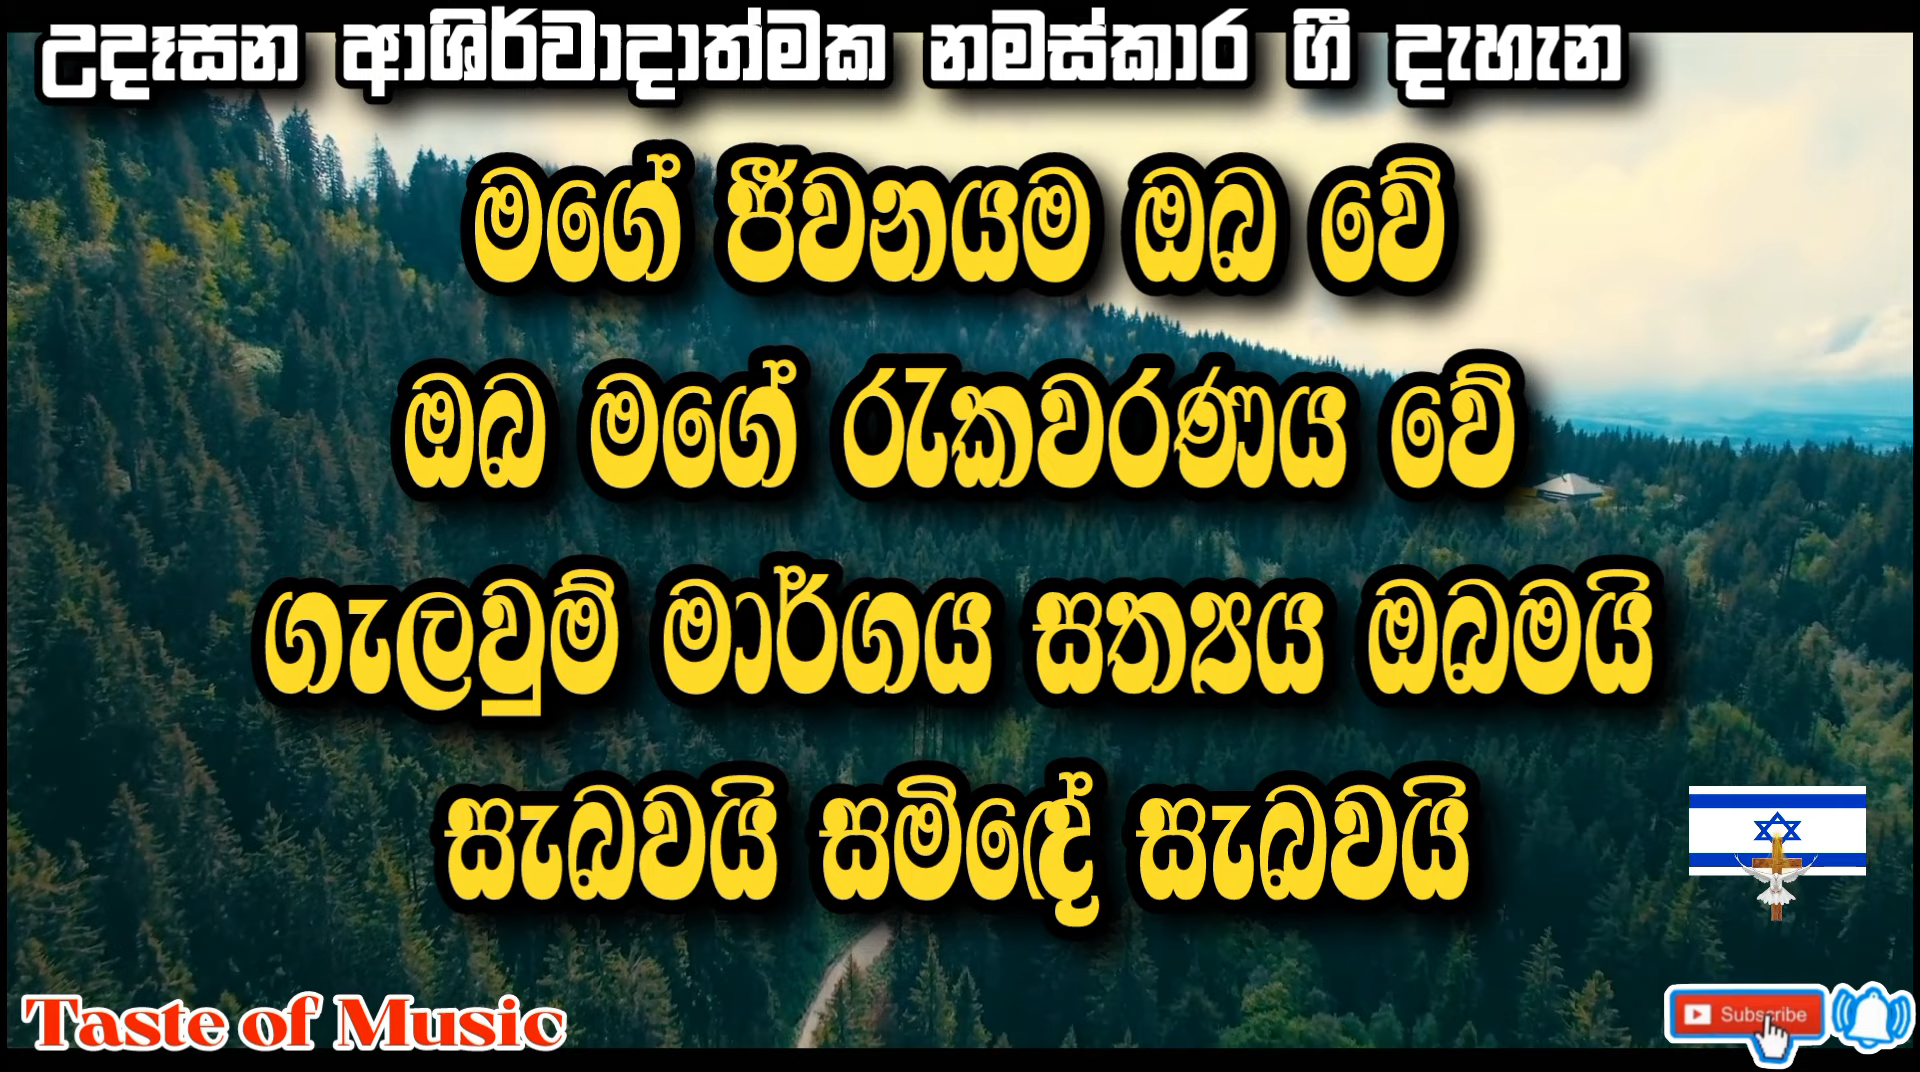 උදෑසන ආශිර්වාදාත්මක නමස්කාර ගී දැහැන
මගේ ජීවනයම ඔබ වේ
ඔබ මගේ රැකවරණය වේ
ගැලවුම් මාර්ගය සත්‍යය ඔබමයි
සැබවයි සමිඳේ සැබවයි
Taste of Music
Subscribe